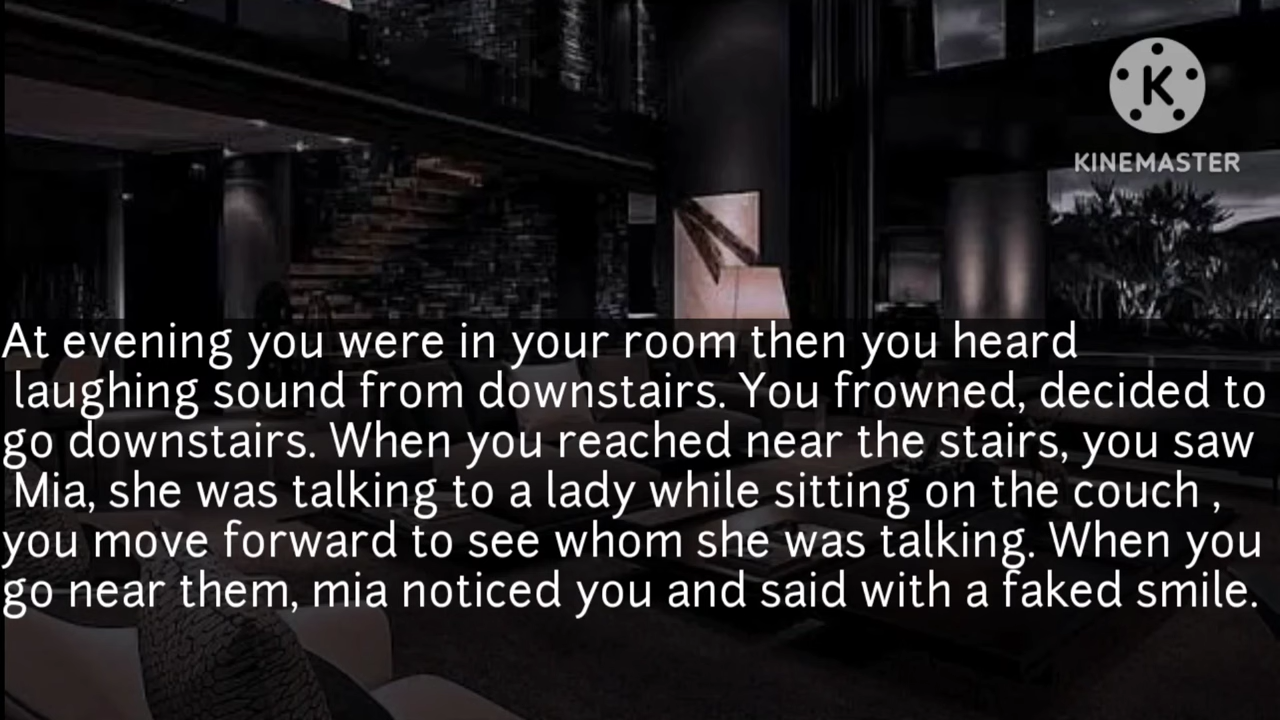 KINEMASTER
At evening you were in your room then you heard
laughing sound from downstairs. You frowned, decided to
go downstairs. When you reached near the stairs, you saw
Mia, she was talking to a lady while sitting on the couch ,
you move forward to see whom she was talking. When you
go near them, mia noticed you and said with a faked smile.